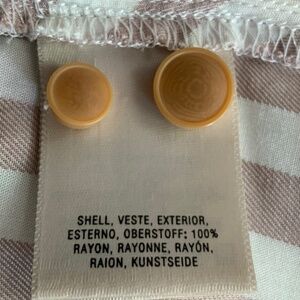 SHELL, VESTE, EXTERIOR,
ESTERNO, OBERSTOFF: 100%
RAYON, RAYONNE, RAYÓN,
RAION, KUNSTSEIDE